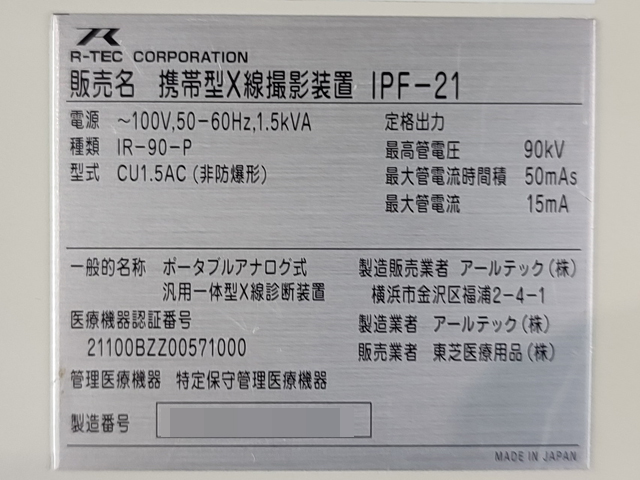 R-TEC CORPORATION
販売名 携帯型X線撮影装置 IPF-21
電源 ~100V,50-60Hz,1.5kVA
種類 IR-90-P
型式 CU1.5AC(非防爆形)
定格出力
最高管電圧 90kV
最大管電流時間積 50mAs
最大管電流 15mA
一般的名称 ポータブルアナログ式
汎用一体型X線診断装置
医療機器認証番号
21100BZZ00571000
管理医療機器 特定保守管理医療機器
製造販売業者 アールテック(株)
横浜市金沢区福浦2-4-1
製造業者 アールテック(株)
販売業者 東芝医療用品(株)
製造番号
MADE IN JAPAN